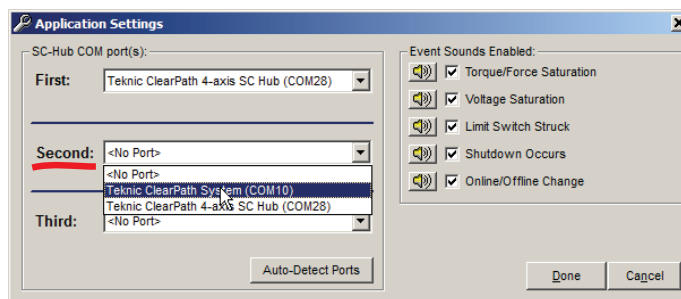 Application Settings
SC-Hub COM port(s):
First:
Teknic ClearPath 4-axis SC Hub (COM28)
Second:
<No Port>
<No Port>
Teknic ClearPath System (COM10)
Teknic ClearPath 4-axis SC Hub (COM28)
Third:
<No Port>
Auto-Detect Ports
Event Sounds Enabled:
Torque/Force Saturation
Voltage Saturation
Limit Switch Struck
Shutdown Occurs
Online/Offline Change
Done
Cancel